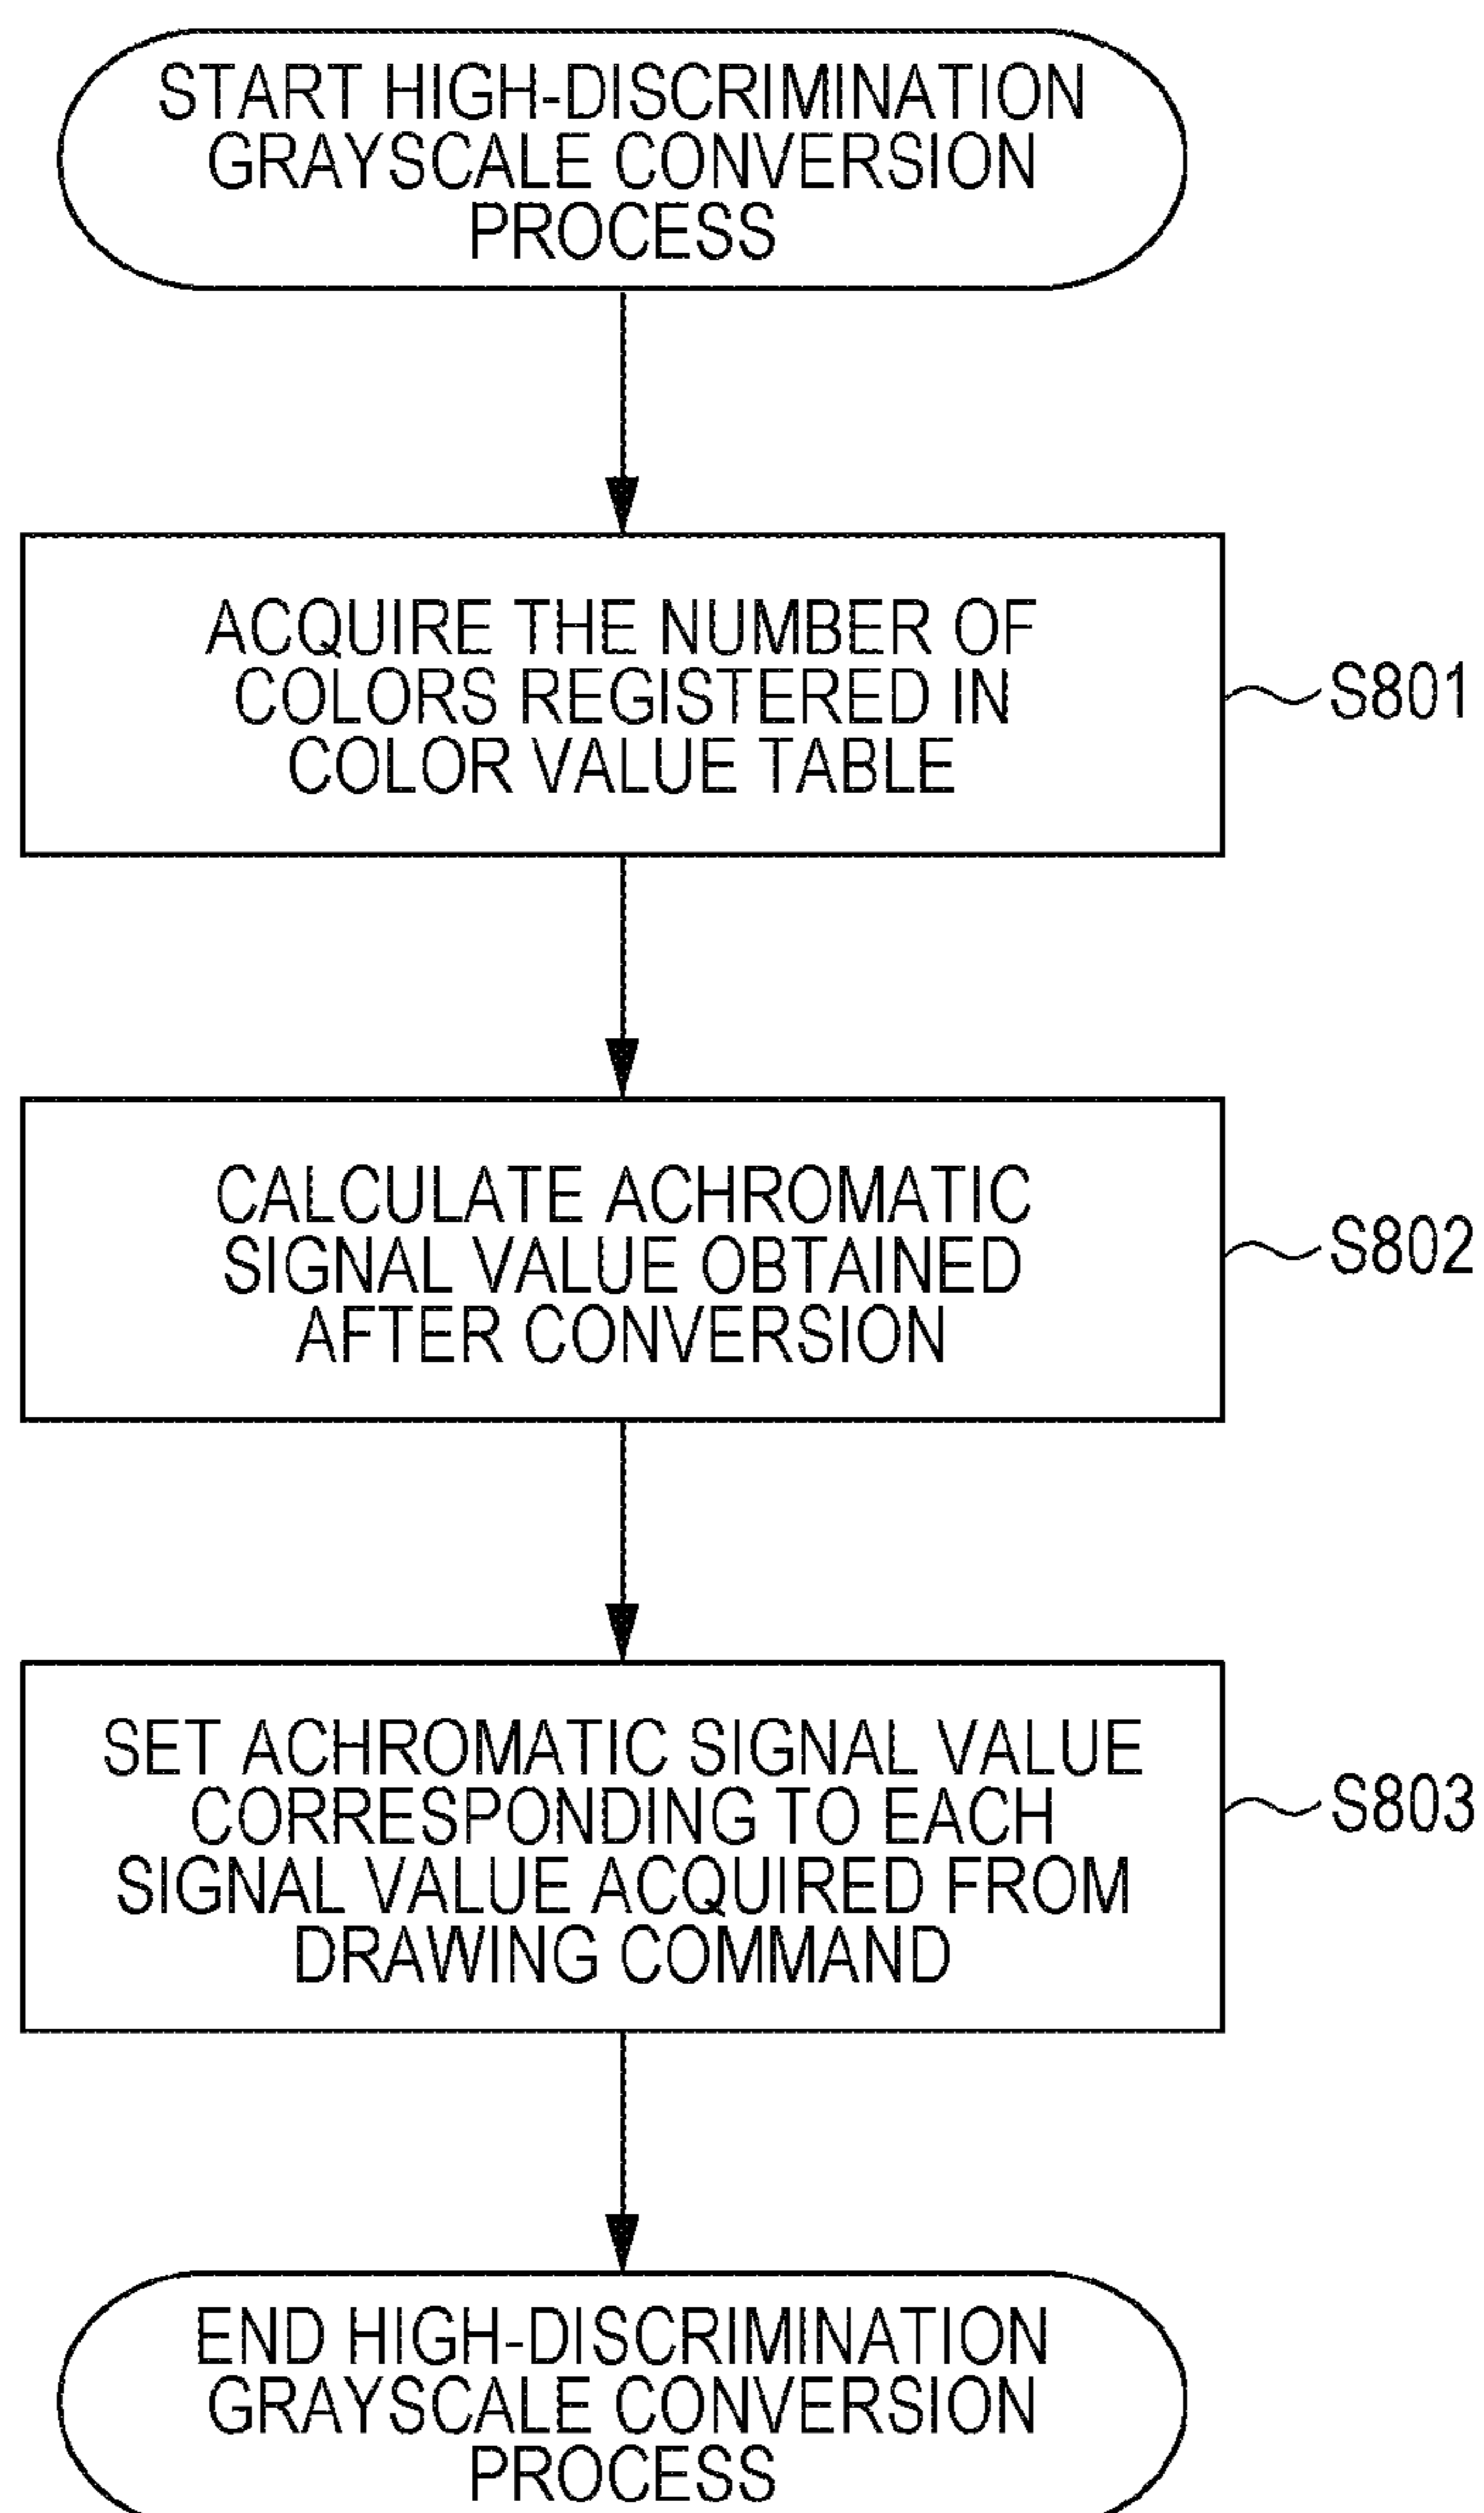 START HIGH-DISCRIMINATION
GRAYSCALE CONVERSION
PROCESS
ACQUIRE THE NUMBER OF
COLORS REGISTERED IN
COLOR VALUE TABLE
S801
CALCULATE ACHROMATIC
SIGNAL VALUE OBTAINED
AFTER CONVERSION
S802
SET ACHROMATIC SIGNAL VALUE
CORRESPONDING TO EACH
SIGNAL VALUE ACQUIRED FROM
DRAWING COMMAND
S803
END HIGH-DISCRIMINATION
GRAYSCALE CONVERSION
PROCESS